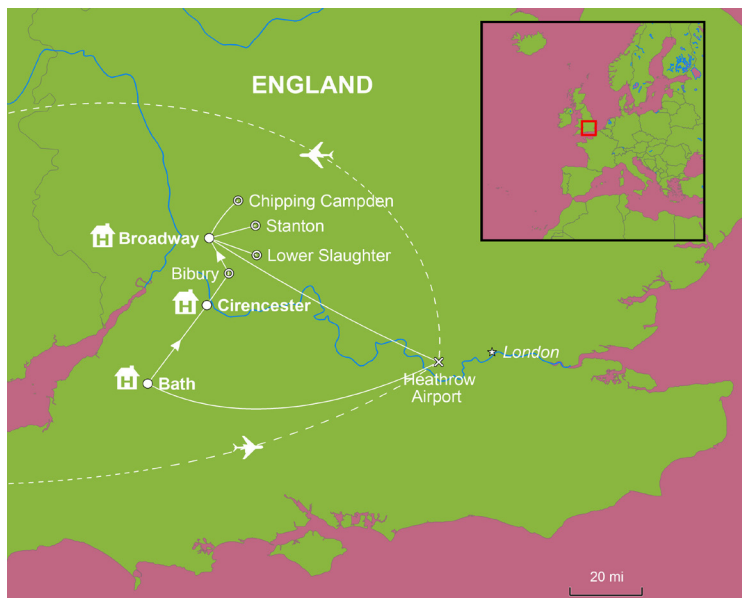 ENGLAND
Chipping Campden
Stanton
H Broadway
Lower Slaughter
Bibury
H Cirencester
London
Heathrow
Airport
H Bath
20 mi